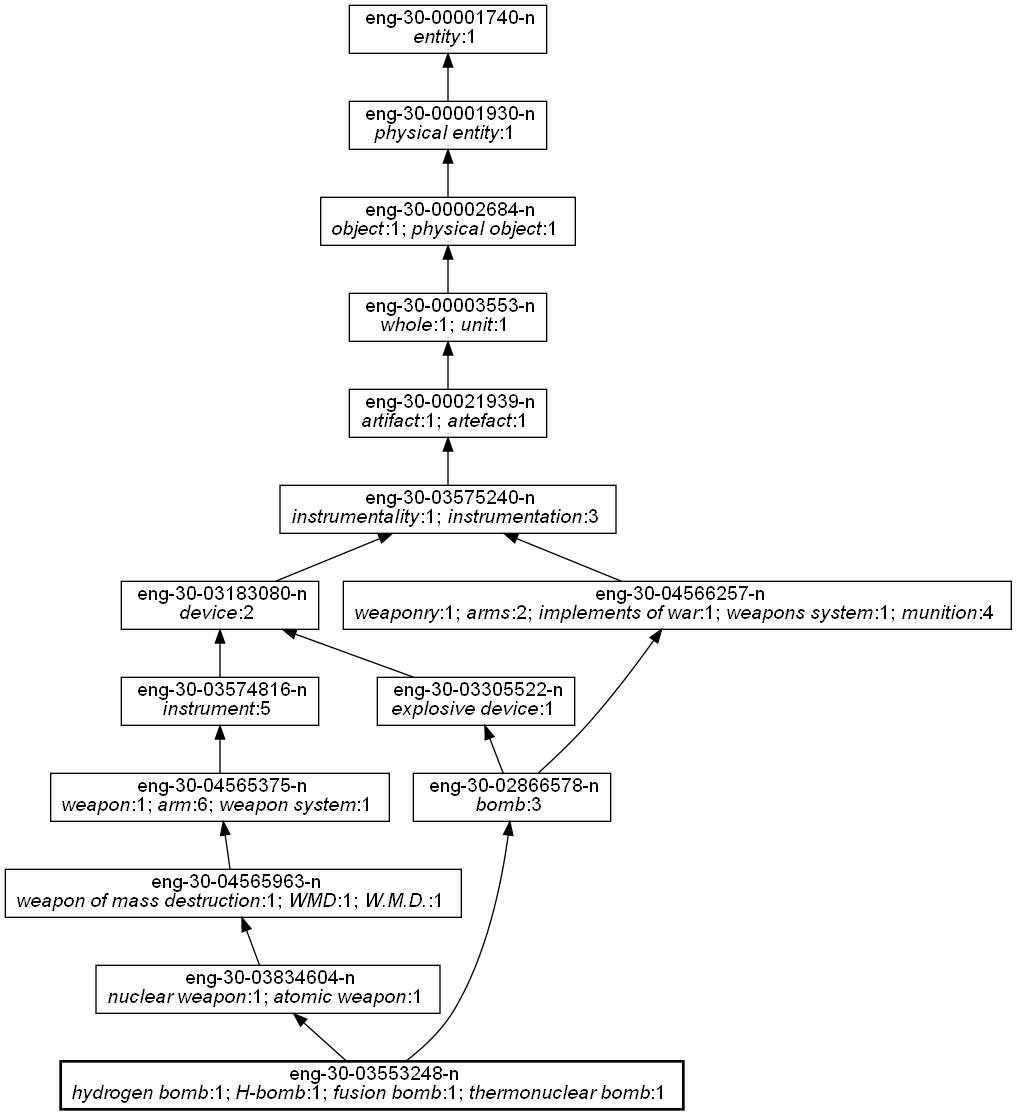 eng-30-00001740-n
entity:1
eng-30-00001930-n
physical entity:1
eng-30-00002684-n
object:1; physical object:1
eng-30-00003553-n
whole:1; unit:1
eng-30-00021939-n
artifact:1; artefact:1
eng-30-03575240-n
instrumentality:1; instrumentation:3
eng-30-03183080-n
device:2
eng-30-04566257-n
weaponry:1; arms:2; implements of war:1; weapons system:1; munition:4
eng-30-03574816-n
instrument:5
eng-30-03305522-n
explosive device:1
eng-30-04565375-n
weapon:1; arm:6; weapon system:1
eng-30-02866578-n
bomb:3
eng-30-04565963-n
weapon of mass destruction:1; WMD:1; W.M.D.:1
eng-30-03834604-n
nuclear weapon:1; atomic weapon:1
eng-30-03553248-n
hydrogen bomb:1; H-bomb:1; fusion bomb:1; thermonuclear bomb:1